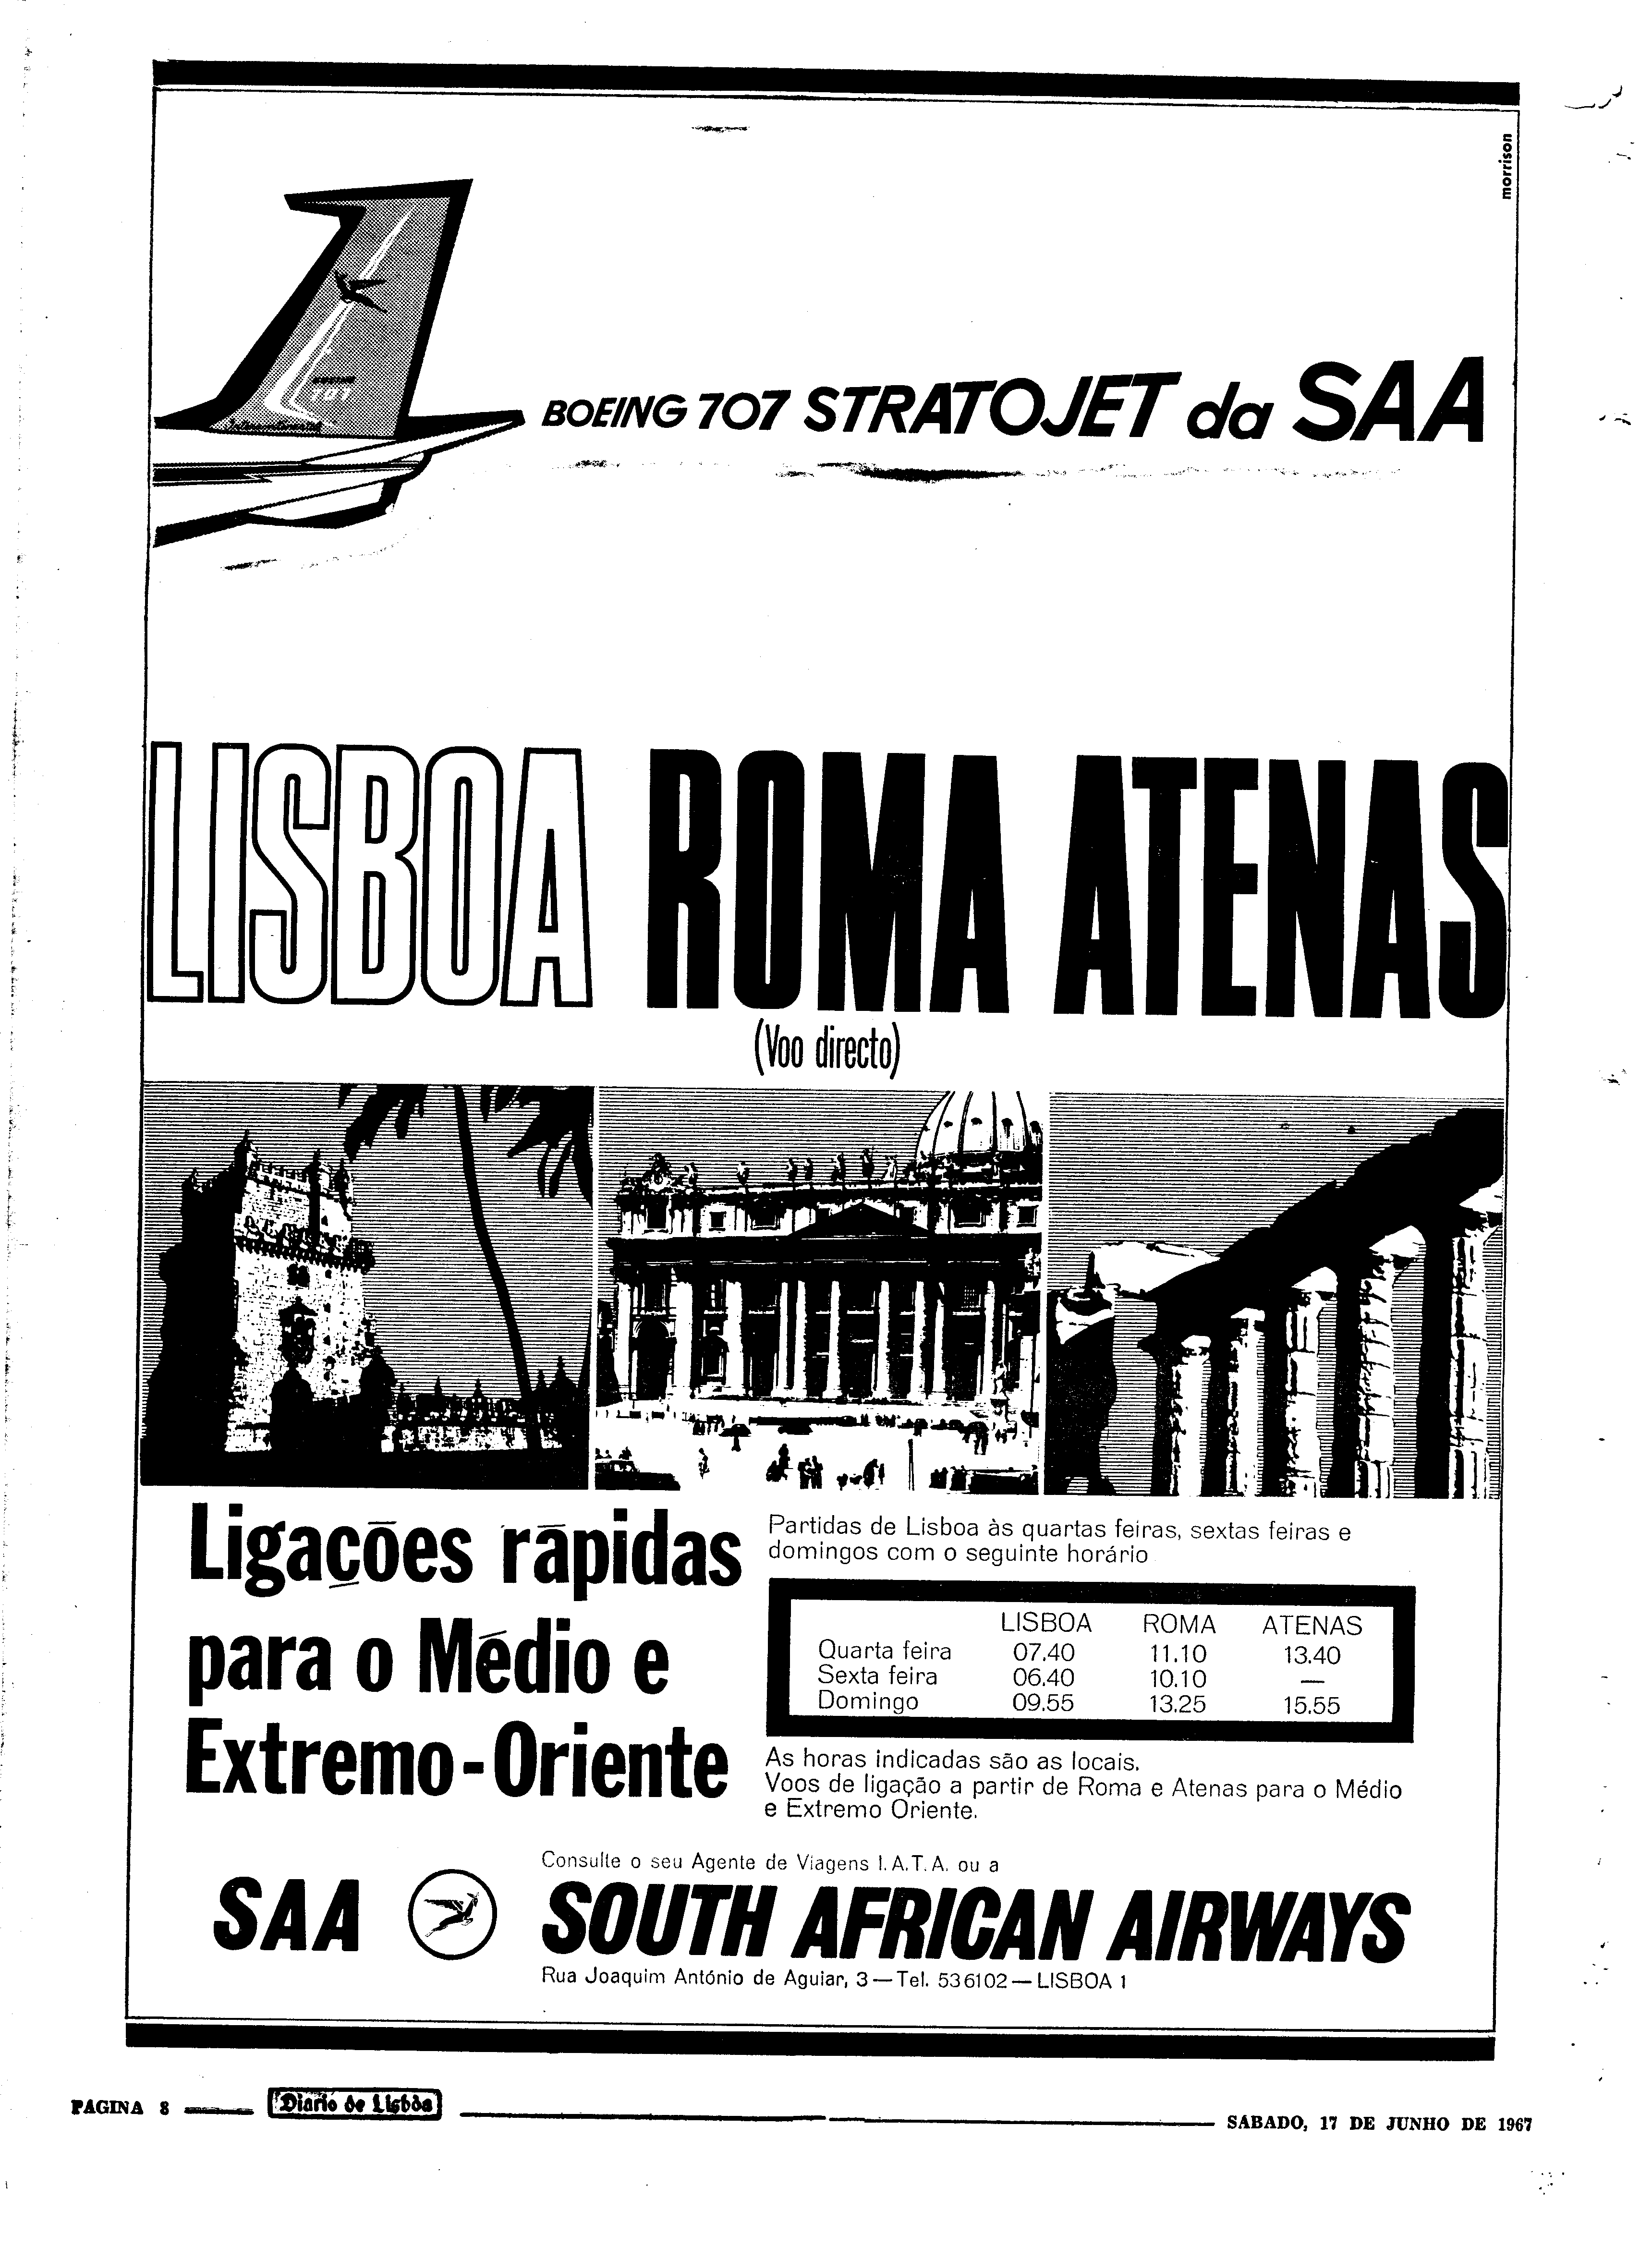 morrison
BOEING
707
BOEING 707 STRATOJET da SAA
LISBOA ROMA ATENAS
(Voo directo)
Ligações rápidas
para o Médio e
Extremo-Oriente
Partidas de Lisboa às quartas feiras, sextas feiras e
domingos com o seguinte horário
LISBOA ROMA ATENAS
Quarta feira 07.40 11.10 13.40
Sexta feira 06.40 10.10 —
Domingo 09.55 13.25 15.55
As horas indicadas são as locais.
Voos de ligação a partir de Roma e Atenas para o Médio
e Extremo Oriente.
Consulte o seu Agente de Viagens I.A.T.A. ou a
SAA SOUTH AFRICAN AIRWAYS
Rua Joaquim António de Aguiar, 3 — Tel. 536102 — LISBOA 1
PAGINA 8 Diario de Lisbôa SABADO, 17 DE JUNHO DE 1967